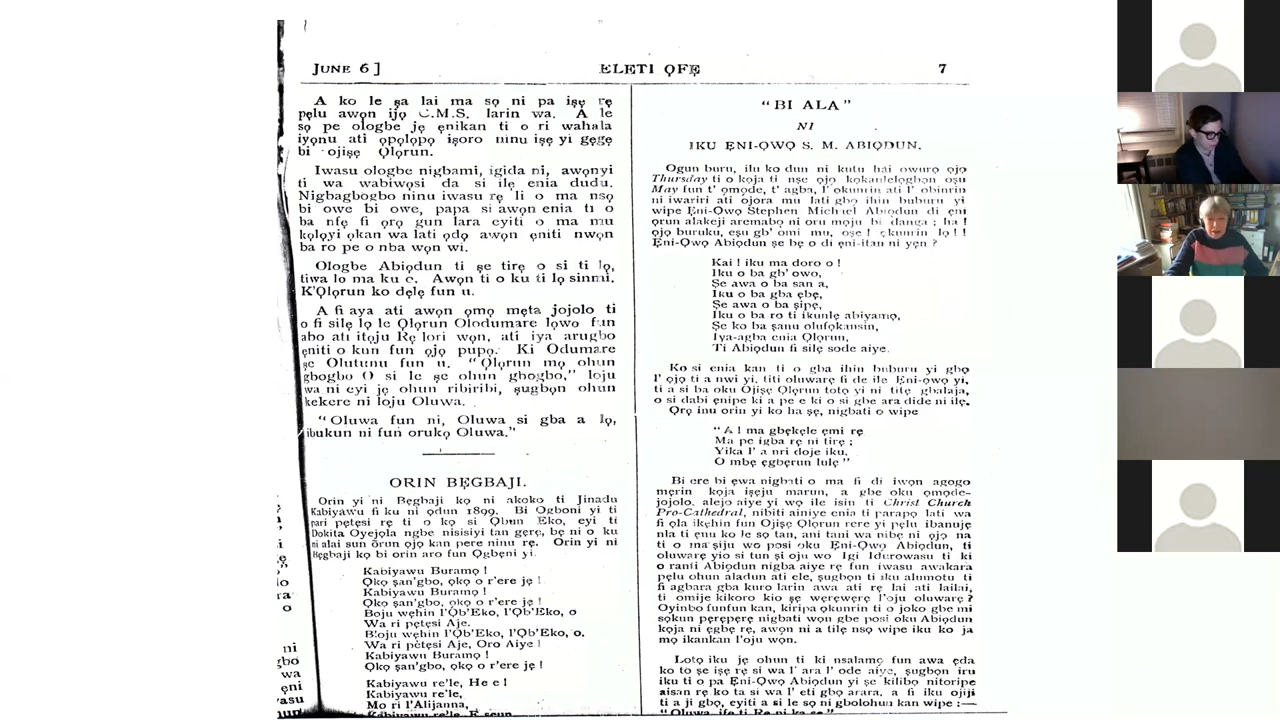 JUNE 6]
ELETI ỌFẸ
7
A ko le ṣa lai ma sọ ni pa iṣẹ rẹ
pẹlu awọn ijọ C.M.S. larin wa. A le
sọ pe ologbe jẹ ẹnikan ti o ri wahala
iyọnu ati ọpọlọpọ iṣoro ninu iṣẹ yi gẹgẹ
bi ojiṣẹ Ọlọrun.
Iwasu ologbe nigbami, igida ni, awọnyi
ti wa wabiwọsi da si ilẹ enia dudu.
Nigbagbogbo ninu iwasu rẹ li o ma nsọ
bi owe bi owe, papa si awọn enia ti o
ba nfẹ fi ọrọ gun lara eyiti o ma mu
kọlọyi ọkan wa lati ọdọ awọn ẹniti nwọn
ba ro pe o nba wọn wi.
Ologbe Abiọdun ti ṣe tirẹ o si ti lọ,
tiwa lo ma ku e. Awọn ti o ku ti lọ sinmi.
K'Ọlọrun ko dẹlẹ fun u.
A fi aya ati awọn ọmọ mẹta jojolo ti
o fi silẹ lọ le Ọlọrun Olodumare lọwọ fun
abo ati itọju Rẹ lori wọn, ati iya arugbo
ẹniti o kun fun ọjọ pupọ. Ki Odumare
ṣe Olutunu fun u. "Ọlọrun mọ ohun
gbogbo O si le ṣe ohun gbogbo," loju
wa ni eyi jẹ ohun ribiribi, ṣugbọn ohun
kekere ni loju Oluwa.
"Oluwa fun ni, Oluwa si gba a lọ,
ibukun ni fun orukọ Oluwa."
ORIN BẸGBAJI.
Orin yi ni Bẹgbaji kọ ni akoko ti Jinadu
Kabiyawu fi ku ni ọdun 1899. Bi Ogboni yi ti
pari pẹtẹsi rẹ ti o kọ si Ọbun Eko, eyi ti
Dokita Oyejọla ngbe nisisiyi tan gẹrẹ, bẹ ni o ku
ni alai sun ōrun ọjọ kan pere ninu rẹ. Orin yi ni
Bẹgbaji kọ bi orin aro fun Ọgbẹni yi.
Kabiyawu Buramọ !
Ọkọ ṣan'gbo, ọkọ o r'ere jẹ !
Kabiyawu Buramọ !
Ọkọ ṣan'gbo, ọkọ o r'ere jẹ !
Boju wẹhin l'Ọb'Eko, l'Ọb'Eko, o
Wa ri pẹtẹsi Aje.
Boju wẹhin l'Ọb'Eko, l'Ọb'Eko, o.
Wa ri pẹtẹsi Aje, Oro Aiye !
Kabiyawu Buramọ !
Ọkọ ṣan'gbo, ọkọ o r'ere jẹ !
Kabiyawu re'le, He e !
Kabiyawu re'le,
Mo ri l'Alijanna,
Kabiyawu re'le, E seun
"BI ALA"
NI
IKU ẸNI-ỌWỌ S. M. ABIỌDUN.
Ogun buru, ilu ko dun ni kutu hai owurọ ọjọ
Thursday ti o kọja ti nṣe ọjọ kọkanlelọgbọn oṣu
May fun t' ọmọde, t' agba, l' okunrin ati l' obinrin
ni iwariri ati ojora mu lati gbọ ihin buburu yi
wipe Ẹni-Ọwọ Stephen Michael Abiọdun di ẹni
ọrun alakeji arẹmabọ ni oru mọju bi danga ; ha !
ọjọ buruku, eṣu gb' omi mu, oṣe ! ọkunrin lọ ! !
Ẹni-Ọwọ Abiọdun ṣe bẹ o di ẹni-itan ni yẹn ?
Kai ! iku ma doro o !
Iku o ba gb' owo,
Ṣe awa o ba san a,
Iku o ba gba ẹbẹ,
Ṣe awa o ba ṣipẹ,
Iku o ba ro ti ikunlẹ abiyamọ,
Ṣe ko ba ṣanu olufọkansin,
Iya-agba enia Ọlọrun,
Ti Abiọdun fi silẹ sode aiye.
Ko si enia kan ti o gba ihin buburu yi gbọ
l' ọjọ ti a nwi yi, titi oluwarẹ fi de ile Ẹni-ọwọ yi,
ti a si ba oku Ojiṣẹ Ọlọrun totọ yi ni titẹ gbalaja,
o si dabi ẹnipe ki a pe e ki o si gbe ara dide ni ilẹ.
Ọrọ inu orin yi ko ha ṣẹ, nigbati o wipe
"A ! ma gbẹkẹle ẹmi rẹ
Ma pe igba rẹ ni tirẹ ;
Yika l' a nri doje iku,
O mbẹ ẹgbẹrun lulẹ"
Bi ere bi ẹwa nigbati o ma fi di iwọn agogo
mẹrin kọja iṣẹju marun, a gbe oku ọmọde-
jojolo, alejo aiye yi wọ ile isin ti Christ Church
Pro-Cathedral, nibiti ainiye enia ti parapọ lati wa
fi ọla ikẹhin fun Ojiṣẹ Ọlọrun rere yi pẹlu ibanujẹ
nla ti ẹnu ko le sọ tan, ani tani wa nibẹ ni ọjọ na
ti o ma ṣiju wo posi oku Ẹni-Ọwọ Abiọdun, ti
oluwarẹ yio si tun ṣi oju wo Igi Idurowasu ti ki
o ranti Abiọdun nigba aiye rẹ fun iwasu awakara
pẹlu ohun aladun ati ele, ṣugbọn ti iku alumotu ti
fi agbara gba kuro larin awa ati rẹ lai ati lailai,
ti omije kikoro kio ṣẹ wẹrẹwẹrẹ l'oju oluwarẹ ?
Oyinbo funfun kan, kiripa ọkunrin ti o joko gbe mi
sọkun pẹrẹpẹrẹ nigbati wọn gbe posi oku Abiọdun
kọja ni ẹgbẹ rẹ, awọn ni a tilẹ nsọ wipe iku ko ja
mọ ikankan l'oju wọn.
Lotọ iku jẹ ohun ti ki nsalamọ fun awa ẹda
ko to ṣe iṣẹ rẹ si wa l' ara l' ode aiye, ṣugbọn iru
iku ti o pa Ẹni-Ọwọ Abiọdun yi ṣe kilibọ nitoripe
aisan rẹ ko ta si wa l' eti gbọ arara, a fi iku ojiji
ti a ji gbọ, eyiti a si le sọ ni gbolohun kan wipe :—
"Oluwa, ifẹ ti Rẹ ni ka ṣe"